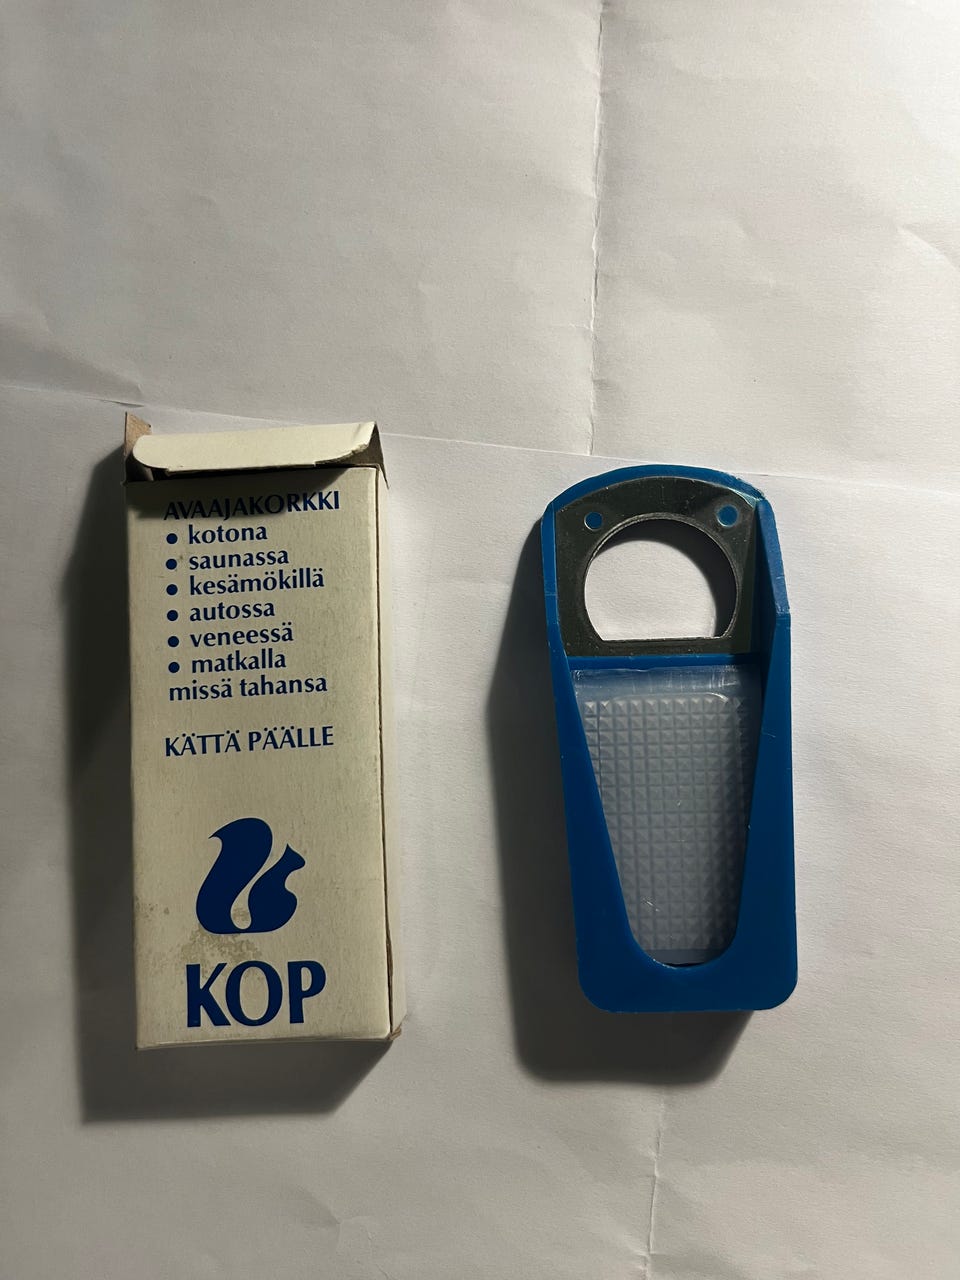 AVAAJAKORKKI
• kotona
• saunassa
• kesämökillä
• autossa
• veneessä
• matkalla
missä tahansa
KÄTTÄ PÄÄLLE
KOP